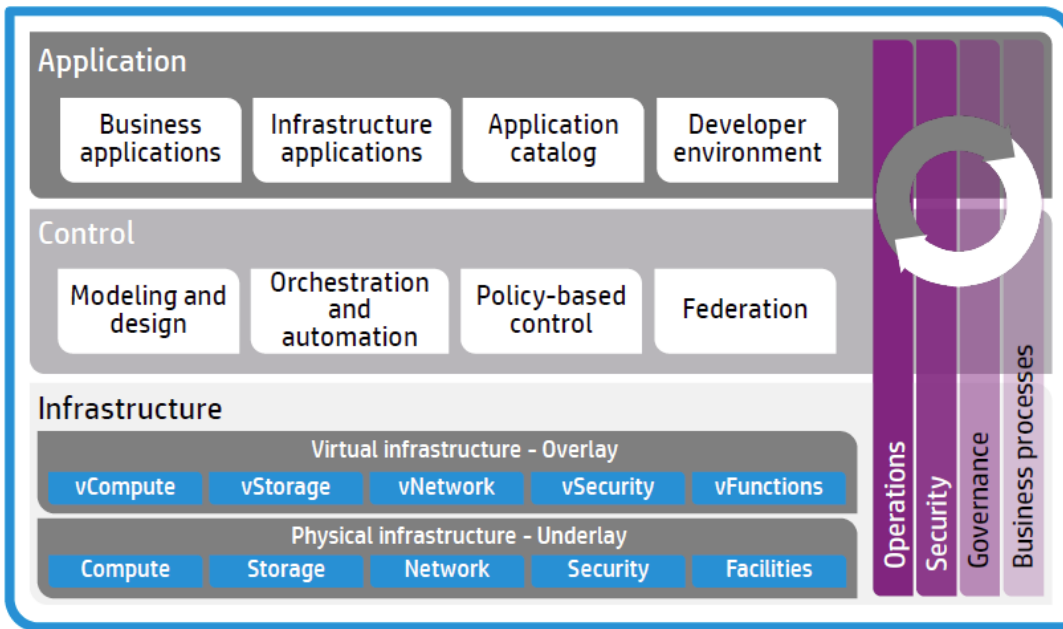 Application
Business
applications
Infrastructure
applications
Application
catalog
Developer
environment
Control
Modeling and
design
Orchestration
and
automation
Policy-based
control
Federation
Infrastructure
Virtual infrastructure - Overlay
vCompute
vStorage
vNetwork
vSecurity
vFunctions
Physical infrastructure - Underlay
Compute
Storage
Network
Security
Facilities
Operations
Security
Governance
Business processes